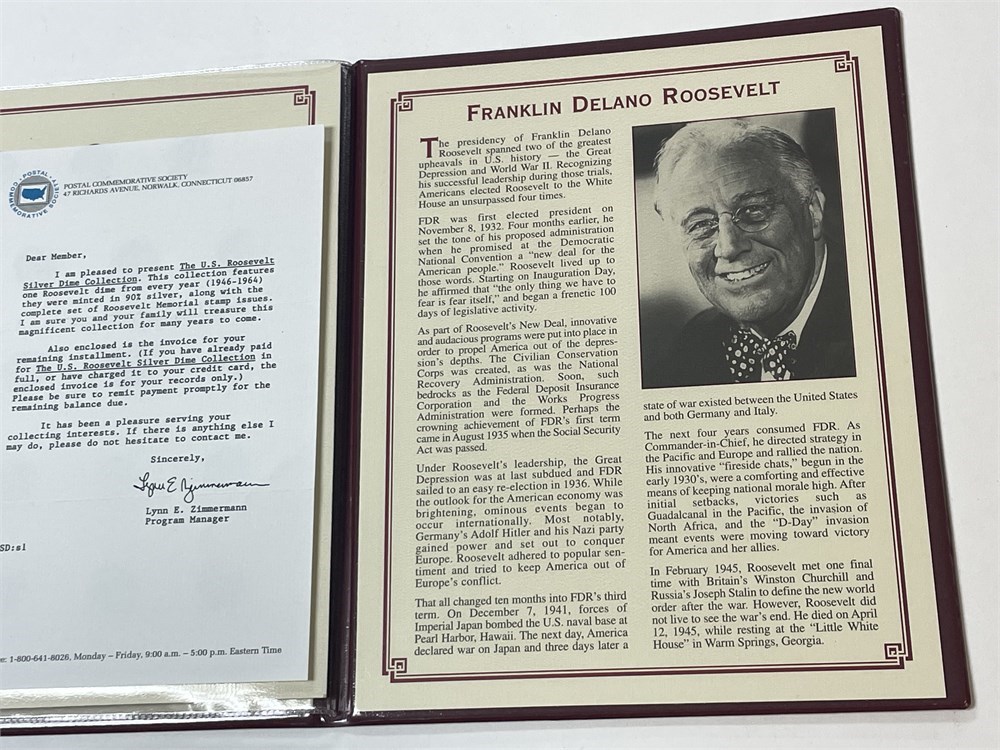 POSTAL COMMEMORATIVE SOCIETY
POSTAL COMMEMORATIVE SOCIETY
47 RICHARDS AVENUE, NORWALK, CONNECTICUT 06857
Dear Member,
I am pleased to present The U.S. Roosevelt
Silver Dime Collection. This collection features
one Roosevelt dime from every year (1946-1964)
they were minted in 90% silver, along with the
complete set of Roosevelt Memorial stamp issues.
I am sure you and your family will treasure this
magnificent collection for many years to come.
Also enclosed is the invoice for your
remaining installment. (If you have already paid
for The U.S. Roosevelt Silver Dime Collection in
full, or have charged it to your credit card, the
enclosed invoice is for your records only.)
Please be sure to remit payment promptly for the
remaining balance due.
It has been a pleasure serving your
collecting interests. If there is anything else I
may do, please do not hesitate to contact me.
Sincerely,
Lynn E. Zimmermann
Lynn E. Zimmermann
Program Manager
SD:sl
e: 1-800-641-8026, Monday – Friday, 9:00 a.m. – 5:00 p.m. Eastern Time
FRANKLIN DELANO ROOSEVELT
The presidency of Franklin Delano
Roosevelt spanned two of the greatest
upheavals in U.S. history — the Great
Depression and World War II. Recognizing
his successful leadership during those trials,
Americans elected Roosevelt to the White
House an unsurpassed four times.
FDR was first elected president on
November 8, 1932. Four months earlier, he
set the tone of his proposed administration
when he promised at the Democratic
National Convention a “new deal for the
American people.” Roosevelt lived up to
those words. Starting on Inauguration Day,
he affirmed that “the only thing we have to
fear is fear itself,” and began a frenetic 100
days of legislative activity.
As part of Roosevelt’s New Deal, innovative
and audacious programs were put into place in
order to propel America out of the depres-
sion’s depths. The Civilian Conservation
Corps was created, as was the National
Recovery Administration. Soon, such
bedrocks as the Federal Deposit Insurance
Corporation and the Works Progress
Administration were formed. Perhaps the
crowning achievement of FDR’s first term
came in August 1935 when the Social Security
Act was passed.
Under Roosevelt’s leadership, the Great
Depression was at last subdued and FDR
sailed to an easy re-election in 1936. While
the outlook for the American economy was
brightening, ominous events began to
occur internationally. Most notably,
Germany’s Adolf Hitler and his Nazi party
gained power and set out to conquer
Europe. Roosevelt adhered to popular sen-
timent and tried to keep America out of
Europe’s conflict.
That all changed ten months into FDR’s third
term. On December 7, 1941, forces of
Imperial Japan bombed the U.S. naval base at
Pearl Harbor, Hawaii. The next day, America
declared war on Japan and three days later a
state of war existed between the United States
and both Germany and Italy.
The next four years consumed FDR. As
Commander-in-Chief, he directed strategy in
the Pacific and Europe and rallied the nation.
His innovative “fireside chats,” begun in the
early 1930’s, were a comforting and effective
means of keeping national morale high. After
initial setbacks, victories such as
Guadalcanal in the Pacific, the invasion of
North Africa, and the “D-Day” invasion
meant events were moving toward victory
for America and her allies.
In February 1945, Roosevelt met one final
time with Britain’s Winston Churchill and
Russia’s Joseph Stalin to define the new world
order after the war. However, Roosevelt did
not live to see the war’s end. He died on April
12, 1945, while resting at the “Little White
House” in Warm Springs, Georgia.